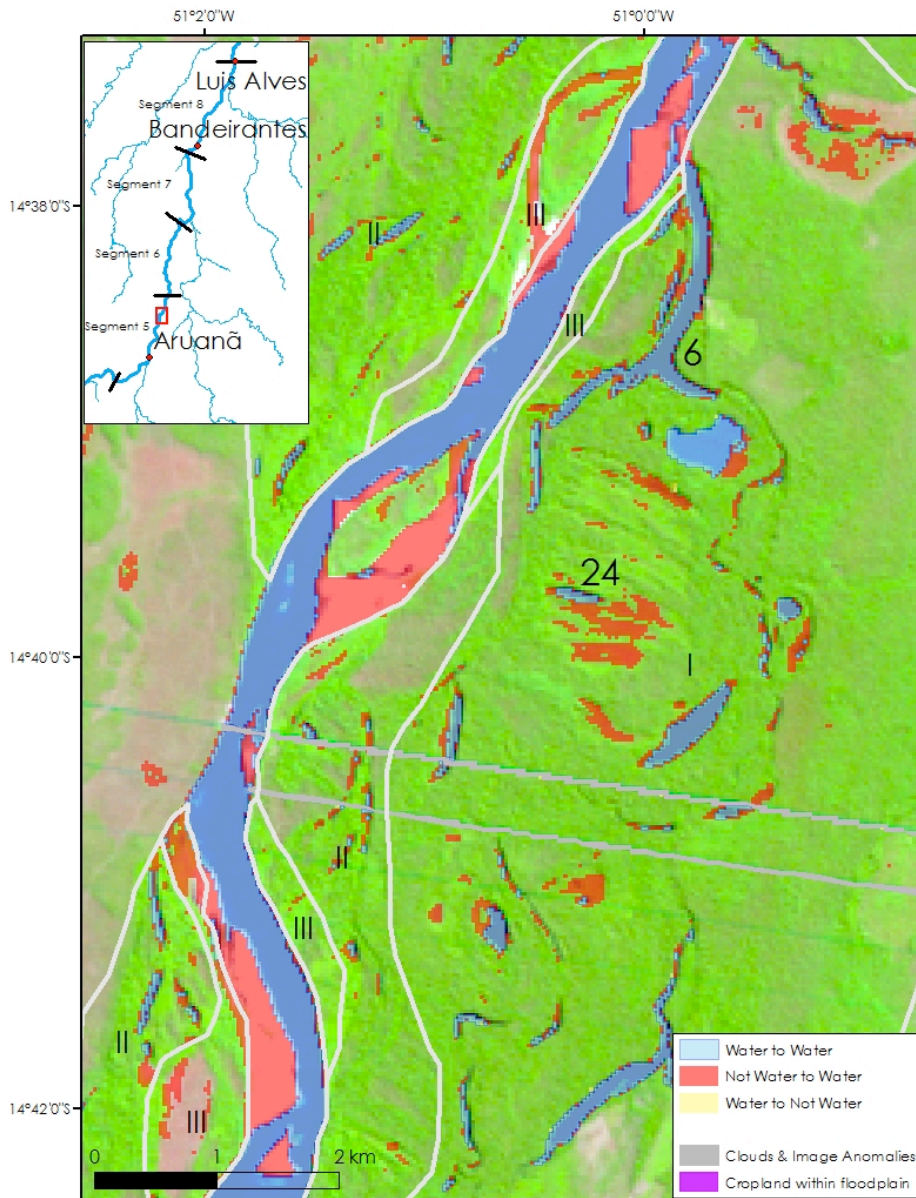 51°2'0"W
51°0'0"W
Luis Alves
Segment 8
Bandeirantes
Segment 7
Segment 6
Segment 5
Aruanã
14°38'0"S
14°40'0"S
14°42'0"S
III
II
III
6
24
I
II
III
II
III
0 1 2 km
Water to Water
Not Water to Water
Water to Not Water
Clouds & Image Anomalies
Cropland within floodplain